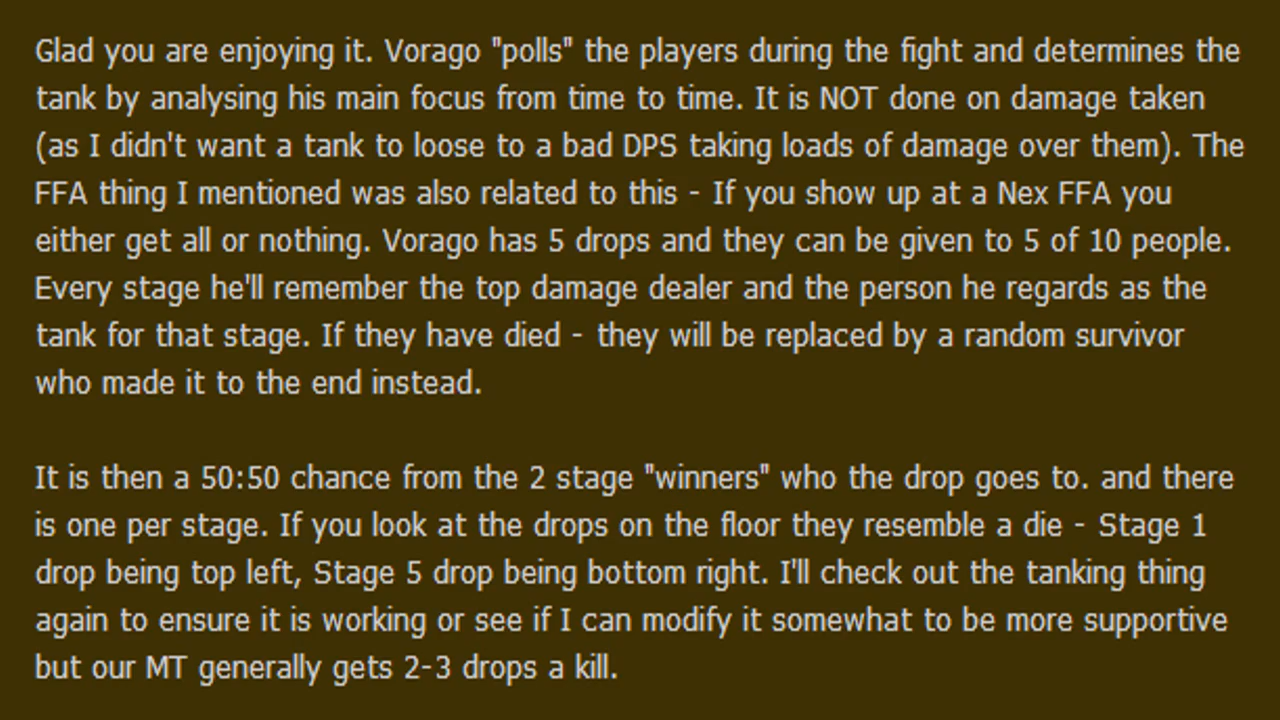 Glad you are enjoying it. Vorago "polls" the players during the fight and determines the
tank by analysing his main focus from time to time. It is NOT done on damage taken
(as I didn't want a tank to loose to a bad DPS taking loads of damage over them). The
FFA thing I mentioned was also related to this - If you show up at a Nex FFA you
either get all or nothing. Vorago has 5 drops and they can be given to 5 of 10 people.
Every stage he'll remember the top damage dealer and the person he regards as the
tank for that stage. If they have died - they will be replaced by a random survivor
who made it to the end instead.
It is then a 50:50 chance from the 2 stage "winners" who the drop goes to. and there
is one per stage. If you look at the drops on the floor they resemble a die - Stage 1
drop being top left, Stage 5 drop being bottom right. I'll check out the tanking thing
again to ensure it is working or see if I can modify it somewhat to be more supportive
but our MT generally gets 2-3 drops a kill.